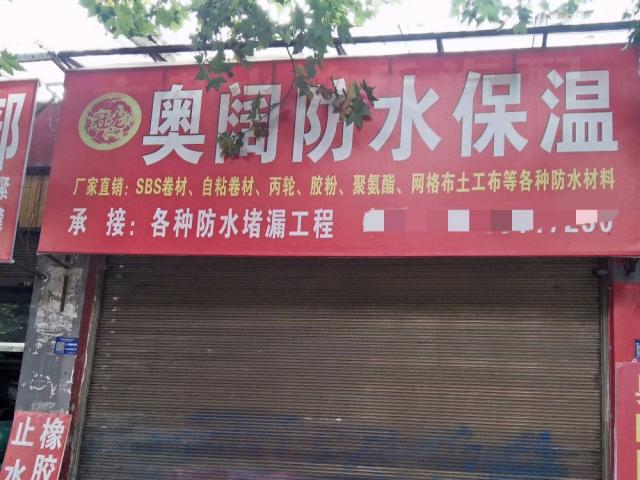 奥阔防水保温
厂家直销：SBS卷材、自粘卷材、丙轮、胶粉、聚氨酯、网格布土工布等各种防水材料
承 接：各种防水堵漏工程
橡胶
止水